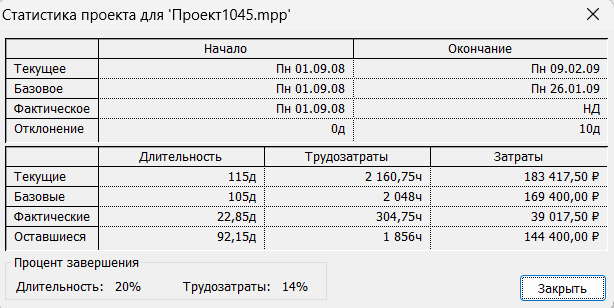 Статистика проекта для 'Проект1045.mpp'
Начало Окончание
Текущее Пн 01.09.08 Пн 09.02.09
Базовое Пн 01.09.08 Пн 26.01.09
Фактическое Пн 01.09.08 НД
Отклонение 0д 10д
Длительность Трудозатраты Затраты
Текущие 115д 2 160,75ч 183 417,50 ₽
Базовые 105д 2 048ч 169 400,00 ₽
Фактические 22,85д 304,75ч 39 017,50 ₽
Оставшиеся 92,15д 1 856ч 144 400,00 ₽
Процент завершения
Длительность: 20% Трудозатраты: 14% Закрыть